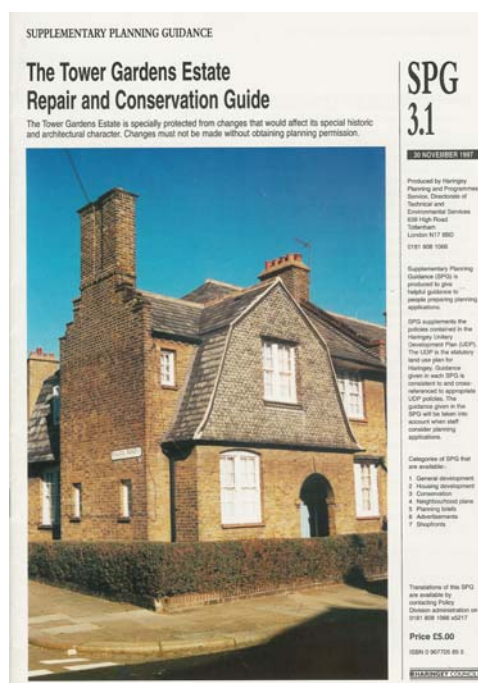 SUPPLEMENTARY PLANNING GUIDANCE
The Tower Gardens Estate
Repair and Conservation Guide
The Tower Gardens Estate is specially protected from changes that would affect its special historic
and architectural character. Changes must not be made without obtaining planning permission.
SPG
3.1
20 NOVEMBER 1997
Produced by Haringey
Planning and Programmes
Service, Directorate of
Technical and
Environmental Services
639 High Road
Tottenham
London N17 8BD
0181 808 1066
Supplementary Planning
Guidance (SPG) is
produced to give
helpful guidance to
people preparing planning
applications.
SPG supplements the
policies contained in the
Haringey Unitary
Development Plan (UDP).
The UDP is the statutory
land use plan for
Haringey. Guidance
given in each SPG is
consistent to and cross-
referenced to appropriate
UDP policies. The
guidance given in the
SPG will be taken into
account when staff
consider planning
applications.
Categories of SPG that
are available:-
1 General development
2 Housing development
3 Conservation
4 Neighbourhood plans
5 Planning briefs
6 Advertisements
7 Shopfronts
Translations of this SPG
are available by
contacting Policy
Division administration on
0181 808 1066 x5217
Price £5.00
ISBN 0 907705 85 5
HARINGEY COUNCIL